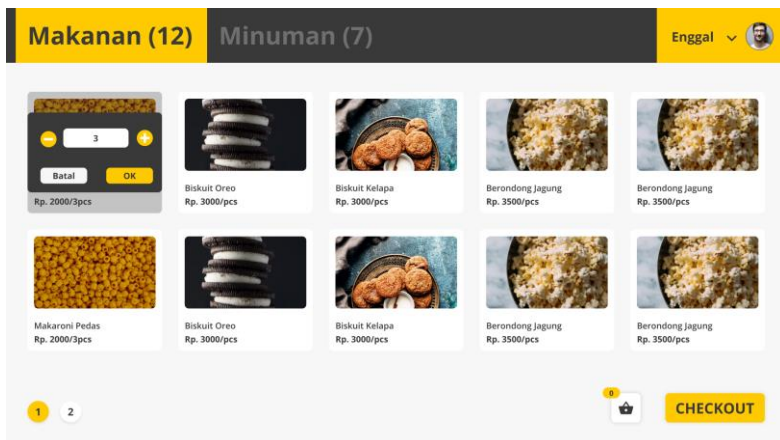 Makanan (12)
Minuman (7)
Enggal
3
Batal
OK
Rp. 2000/3pcs
Biskuit Oreo
Rp. 3000/pcs
Biskuit Kelapa
Rp. 3000/pcs
Berondong Jagung
Rp. 3500/pcs
Berondong Jagung
Rp. 3500/pcs
Makaroni Pedas
Rp. 2000/3pcs
Biskuit Oreo
Rp. 3000/pcs
Biskuit Kelapa
Rp. 3000/pcs
Berondong Jagung
Rp. 3500/pcs
Berondong Jagung
Rp. 3500/pcs
1
2
0
CHECKOUT